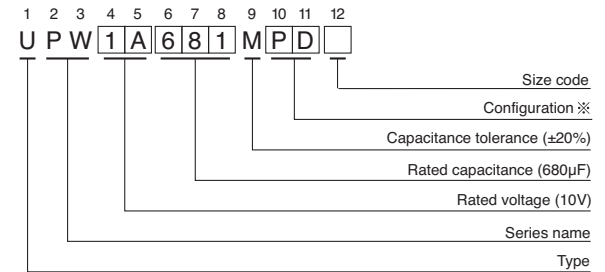 1 2 3 4 5 6 7 8 9 10 11 12
U P W 1 A 6 8 1 M P D
Size code
Configuration ※
Capacitance tolerance (±20%)
Rated capacitance (680µF)
Rated voltage (10V)
Series name
Type